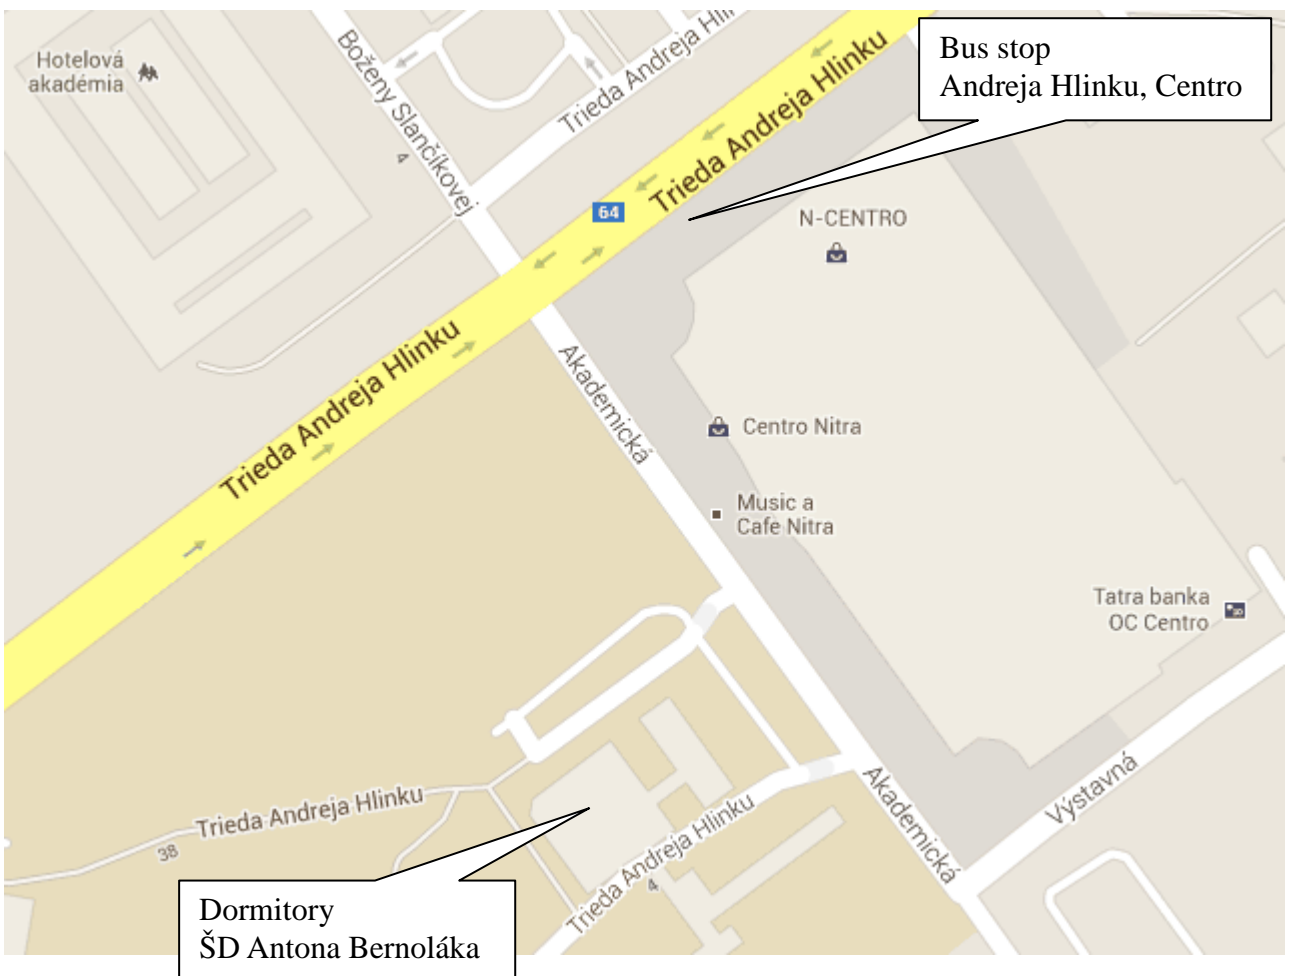 Hotelová
akadémia
Boženy Slančíkovej
4
Trieda Andreja Hli
Trieda Andreja Hlinku
Bus stop
Andreja Hlinku, Centro
64
N-CENTRO
Trieda Andreja Hlinku
Akademická
Centro Nitra
Music a
Cafe Nitra
Tatra banka
OC Centro
Výstavná
Akademická
Trieda Andreja Hlinku
38
Trieda Andreja Hlinku
4
Dormitory
ŠD Antona Bernoláka